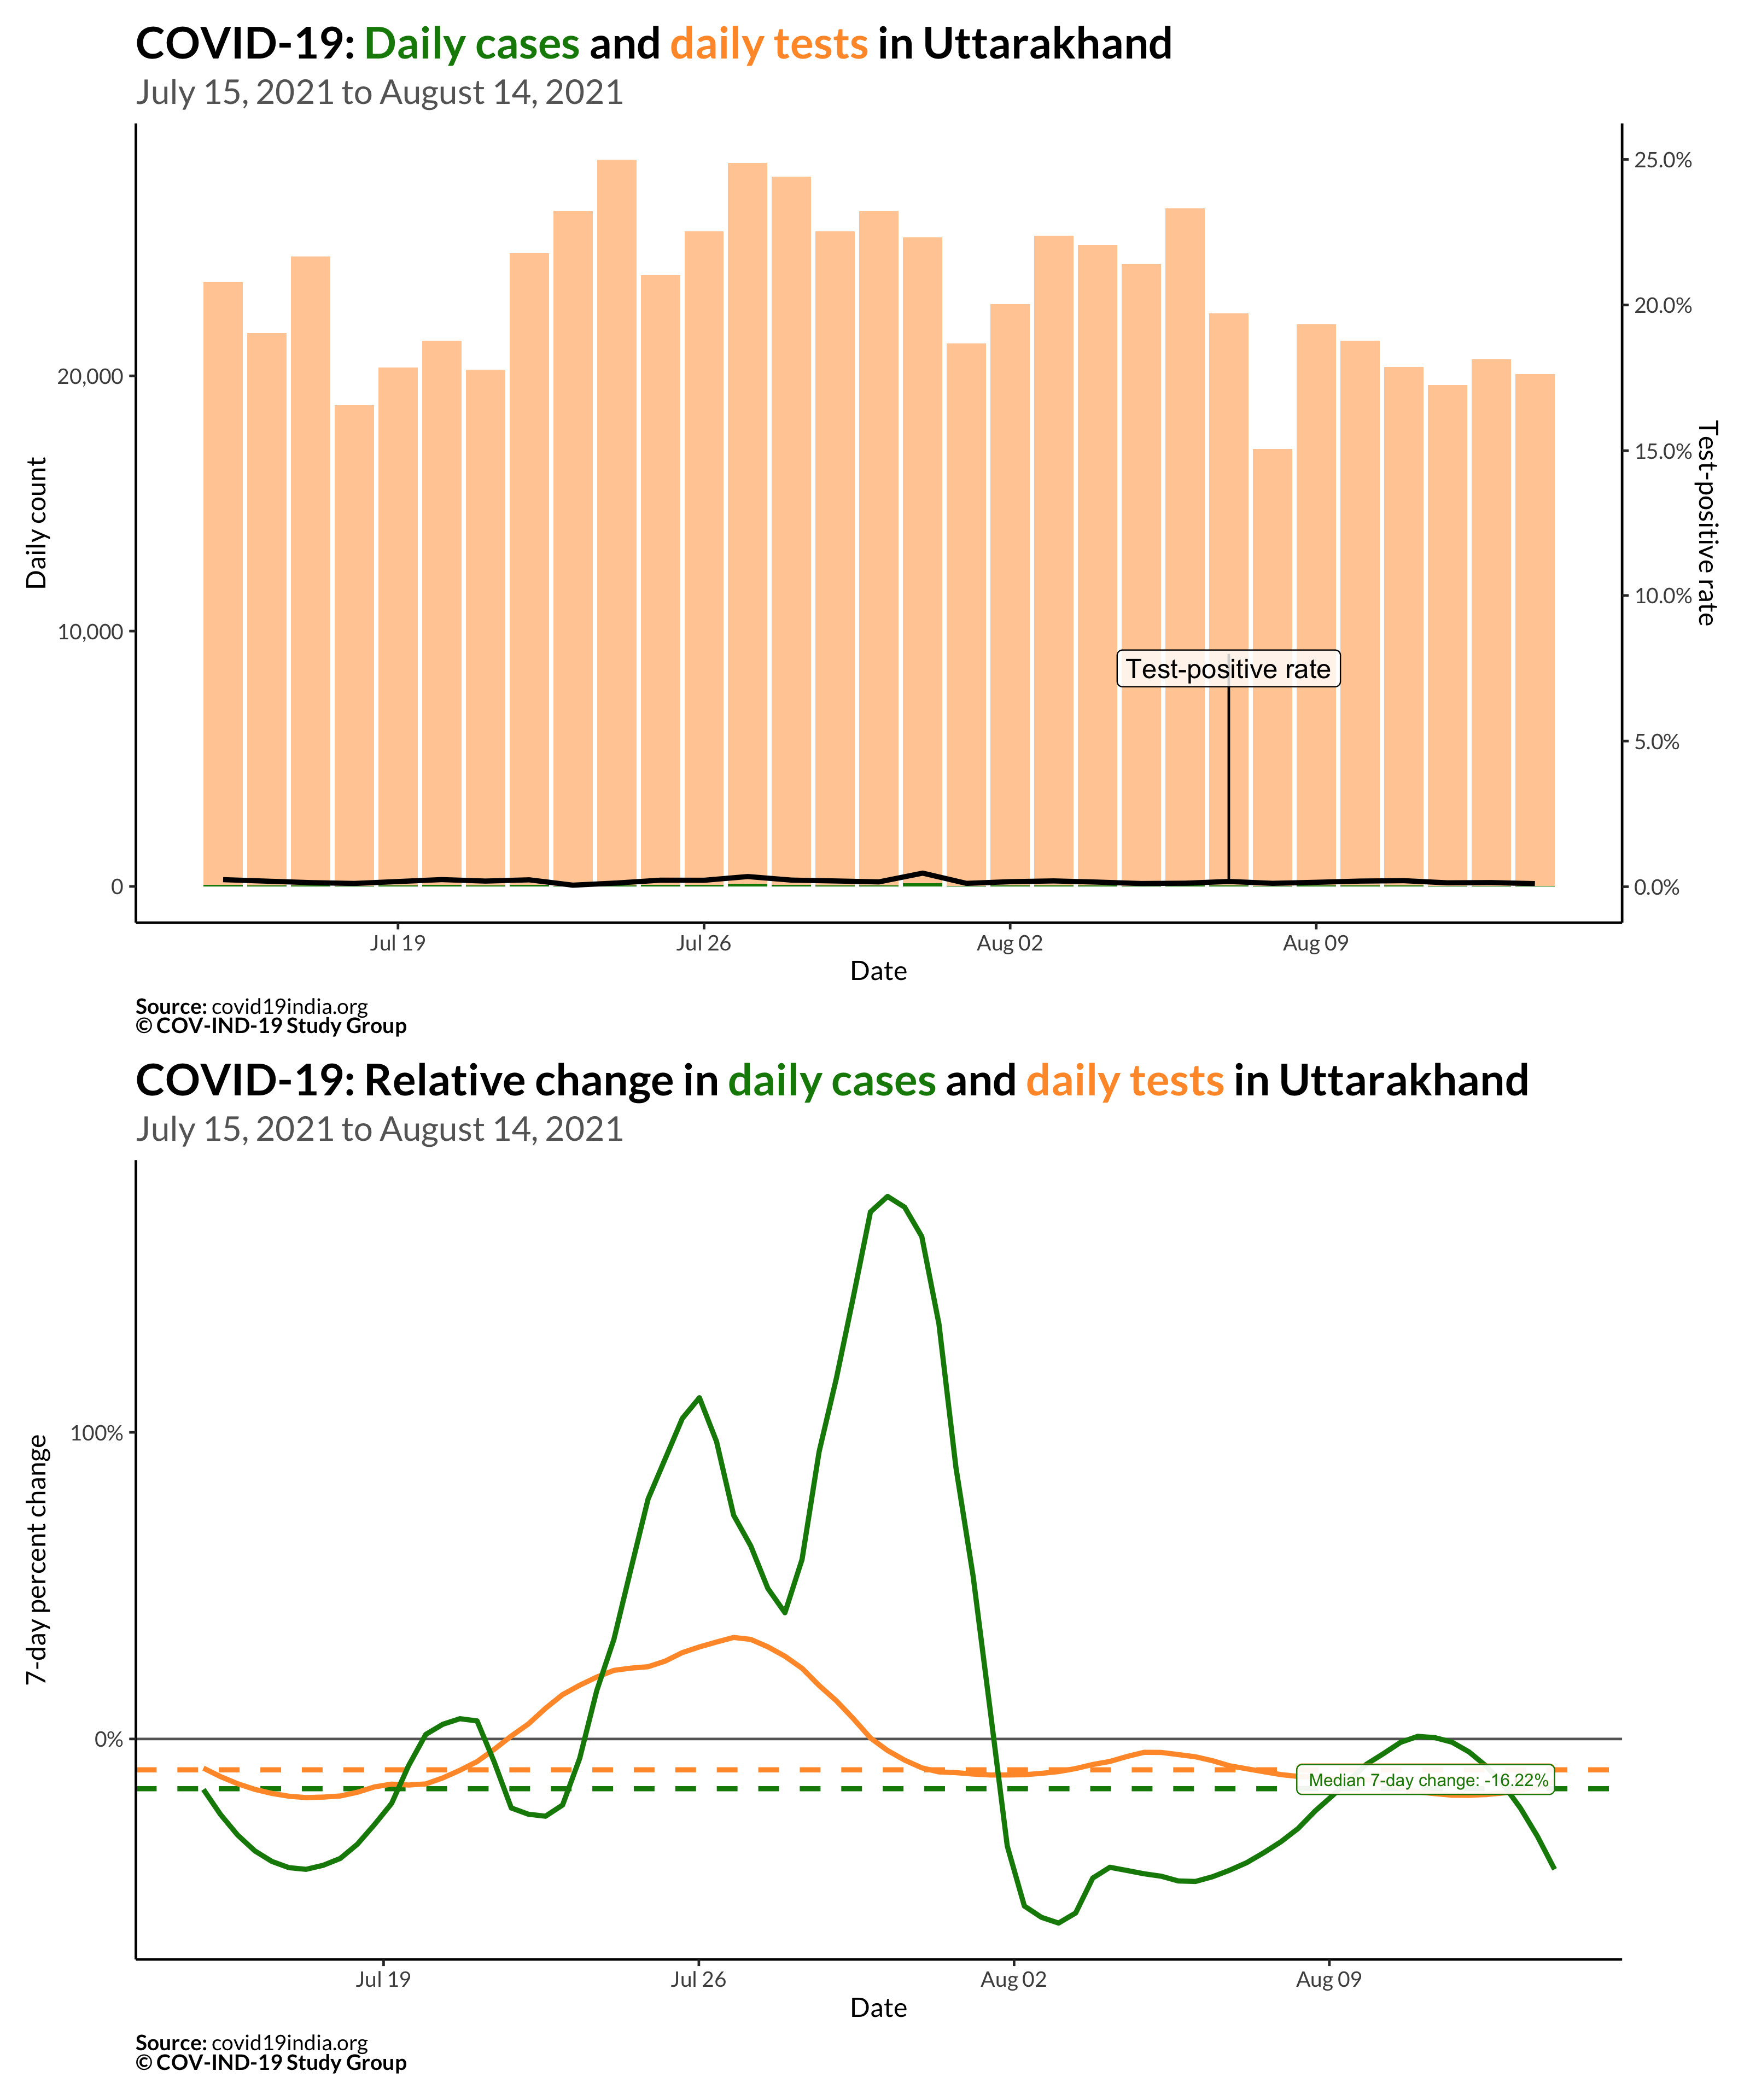 COVID-19: Daily cases and daily tests in Uttarakhand
July 15, 2021 to August 14, 2021
Daily count
20,000
10,000
0
25.0%
20.0%
15.0%
10.0%
5.0%
0.0%
Test-positive rate
Test-positive rate
Jul 19
Jul 26
Aug 02
Aug 09
Date
Source: covid19india.org
© COV-IND-19 Study Group
COVID-19: Relative change in daily cases and daily tests in Uttarakhand
July 15, 2021 to August 14, 2021
7-day percent change
100%
0%
Median 7-day change: -16.22%
Jul 19
Jul 26
Aug 02
Aug 09
Date
Source: covid19india.org
© COV-IND-19 Study Group